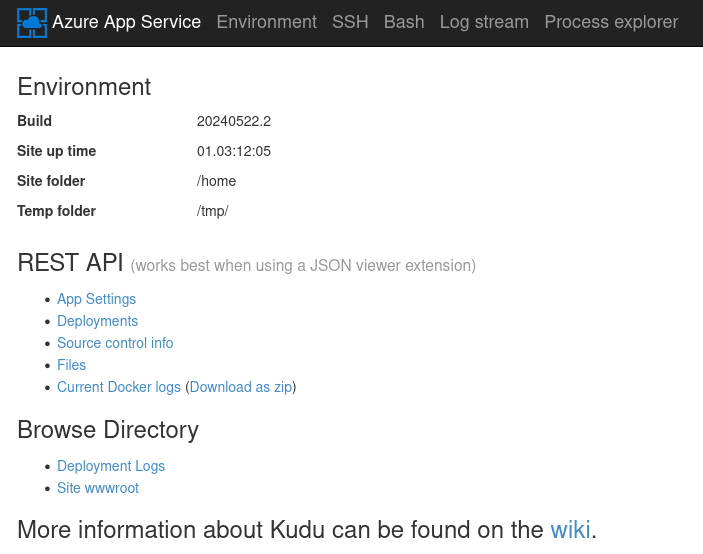 Azure App Service Environment SSH Bash Log stream Process explorer
Environment
Build 20240522.2
Site up time 01.03:12:05
Site folder /home
Temp folder /tmp/
REST API (works best when using a JSON viewer extension)
• App Settings
• Deployments
• Source control info
• Files
• Current Docker logs (Download as zip)
Browse Directory
• Deployment Logs
• Site wwwroot
More information about Kudu can be found on the wiki.